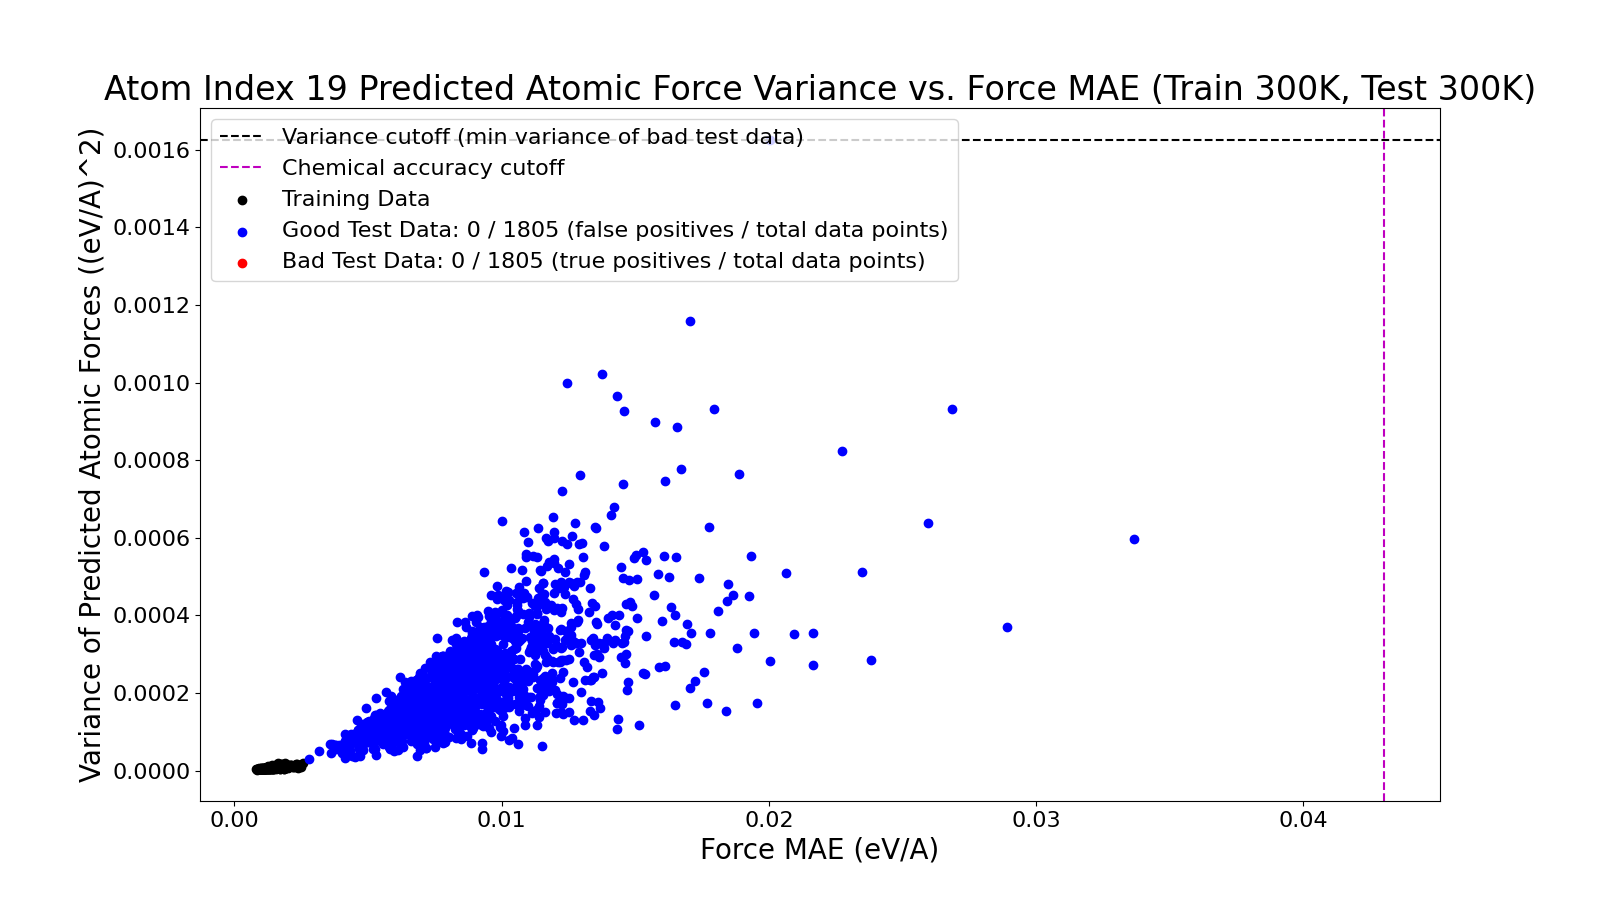 Atom Index 19 Predicted Atomic Force Variance vs. Force MAE (Train 300K, Test 300K)
Variance of Predicted Atomic Forces ((eV/A)^2)
0.0016
0.0014
0.0012
0.0010
0.0008
0.0006
0.0004
0.0002
0.0000
Variance cutoff (min variance of bad test data)
Chemical accuracy cutoff
Training Data
Good Test Data: 0 / 1805 (false positives / total data points)
Bad Test Data: 0 / 1805 (true positives / total data points)
0.00 0.01 0.02 0.03 0.04
Force MAE (eV/A)